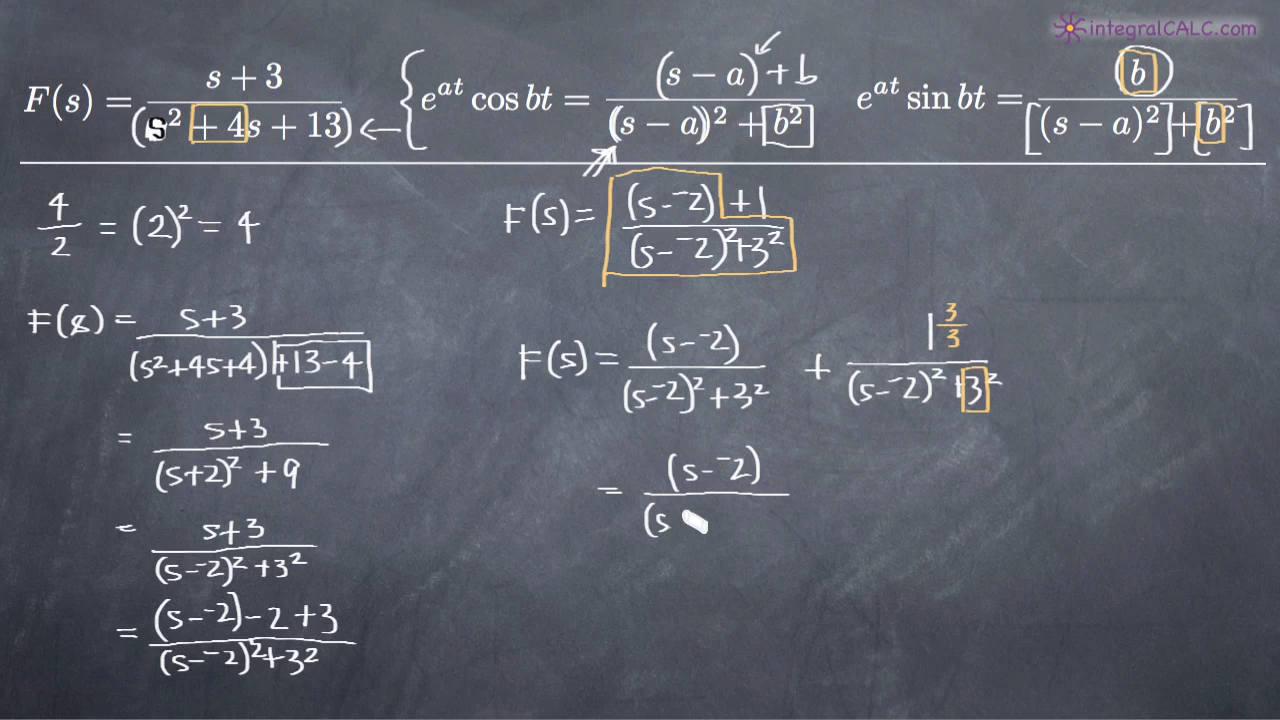 integralCALC.com
F(s) = s + 3 / (s² + 4s + 13) ← { e^{at} cos bt = (s − a) + b / (s − a)² + b²   e^{at} sin bt = (b) / [(s − a)²] + [b²]
4/2 = (2)² = 4
F(s) = s+3 / (s²+4s+4)+13−4
= s+3 / (s+2)² + 9
= s+3 / (s−⁻2)² + 3²
= (s−⁻2)−2+3 / (s−⁻2)²+3²
F(s) = (s−⁻2) + 1 / (s−⁻2)²+3²
F(s) = (s−⁻2) / (s−⁻2)²+3² + 1 3/3 / (s−⁻2)² +3²
= (s−⁻2) / (s